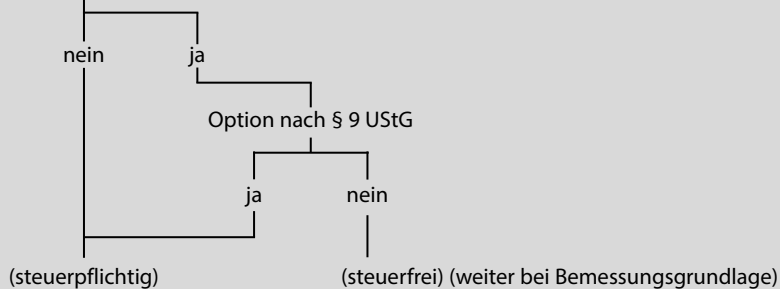 nein ja
Option nach § 9 UStG
ja nein
(steuerpflichtig) (steuerfrei) (weiter bei Bemessungsgrundlage)